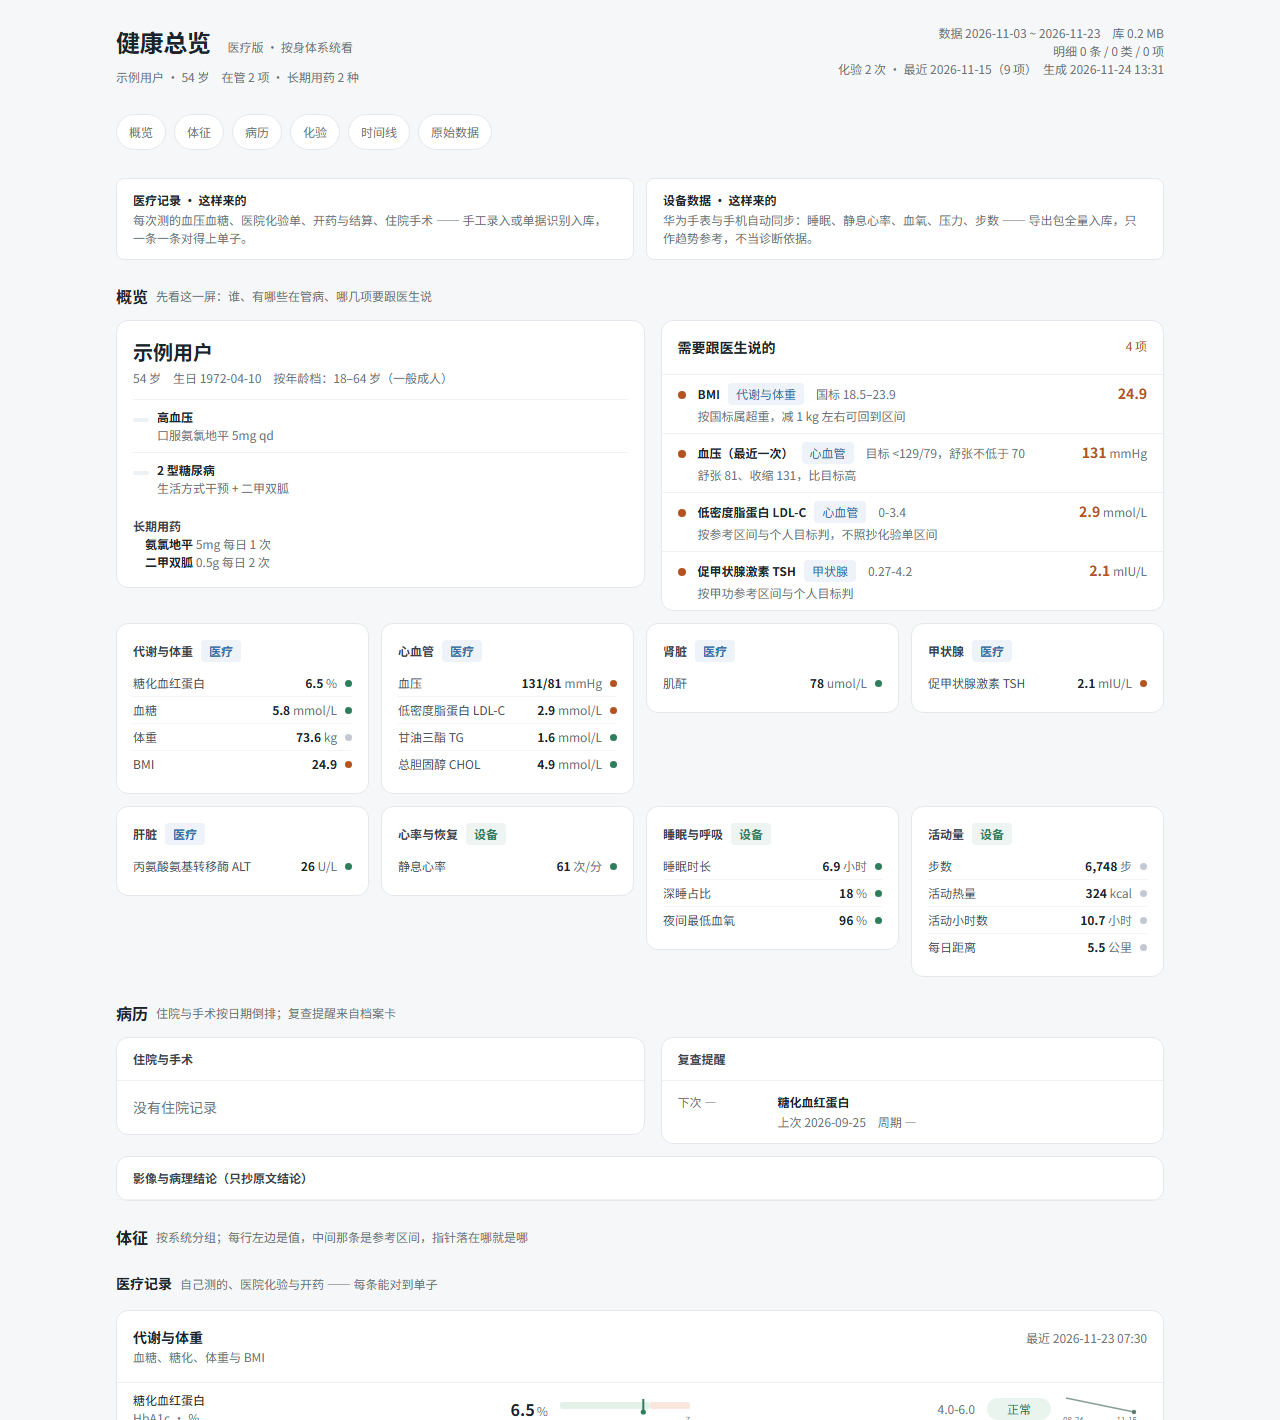 健康总览 医疗版 · 按身体系统看
示例用户 · 54 岁 在管 2 项 · 长期用药 2 种
数据 2026-11-03 ~ 2026-11-23 库 0.2 MB
明细 0 条 / 0 类 / 0 项
化验 2 次 · 最近 2026-11-15（9 项） 生成 2026-11-24 13:31
概览 体征 病历 化验 时间线 原始数据
医疗记录 · 这样来的
每次测的血压血糖、医院化验单、开药与结算、住院手术 —— 手工录入或单据识别入库，
一条一条对得上单子。
设备数据 · 这样来的
华为手表与手机自动同步：睡眠、静息心率、血氧、压力、步数 —— 导出包全量入库，只
作趋势参考，不当诊断依据。
概览 先看这一屏：谁、有哪些在管病、哪几项要跟医生说
示例用户
54 岁 生日 1972-04-10 按年龄档：18–64 岁（一般成人）
高血压
口服氨氯地平 5mg qd
2 型糖尿病
生活方式干预 + 二甲双胍
长期用药
氨氯地平 5mg 每日 1 次
二甲双胍 0.5g 每日 2 次
需要跟医生说的 4 项
BMI 代谢与体重 国标 18.5–23.9 24.9
按国标属超重，减 1 kg 左右可回到区间
血压（最近一次） 心血管 目标 <129/79，舒张不低于 70 131 mmHg
舒张 81、收缩 131，比目标高
低密度脂蛋白 LDL-C 心血管 0-3.4 2.9 mmol/L
按参考区间与个人目标判，不照抄化验单区间
促甲状腺激素 TSH 甲状腺 0.27-4.2 2.1 mIU/L
按甲功参考区间与个人目标判
代谢与体重 医疗
糖化血红蛋白 6.5 %
血糖 5.8 mmol/L
体重 73.6 kg
BMI 24.9
心血管 医疗
血压 131/81 mmHg
低密度脂蛋白 LDL-C 2.9 mmol/L
甘油三酯 TG 1.6 mmol/L
总胆固醇 CHOL 4.9 mmol/L
肾脏 医疗
肌酐 78 umol/L
甲状腺 医疗
促甲状腺激素 TSH 2.1 mIU/L
肝脏 医疗
丙氨酸氨基转移酶 ALT 26 U/L
心率与恢复 设备
静息心率 61 次/分
睡眠与呼吸 设备
睡眠时长 6.9 小时
深睡占比 18 %
夜间最低血氧 96 %
活动量 设备
步数 6,748 步
活动热量 324 kcal
活动小时数 10.7 小时
每日距离 5.5 公里
病历 住院与手术按日期倒排；复查提醒来自档案卡
住院与手术
没有住院记录
复查提醒
下次 — 糖化血红蛋白
上次 2026-09-25 周期 —
影像与病理结论（只抄原文结论）
体征 按系统分组；每行左边是值，中间那条是参考区间，指针落在哪就是哪
医疗记录 自己测的、医院化验与开药 —— 每条能对到单子
代谢与体重 最近 2026-11-23 07:30
血糖、糖化、体重与 BMI
糖化血红蛋白 6.5 % 4.0-6.0 正常
HbA1c · %